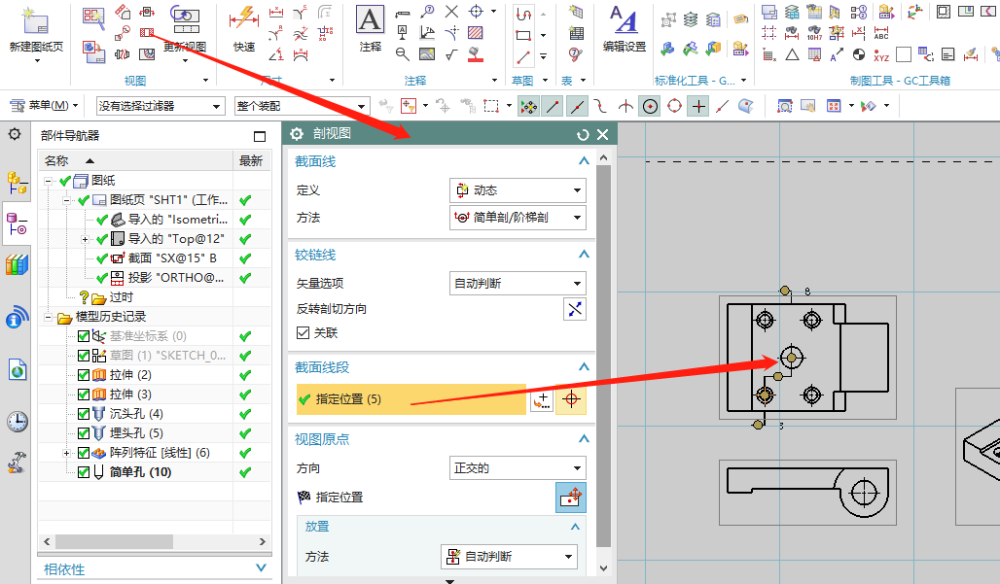 新建图纸页
更新视图
快速
注释
编辑设置
视图
尺寸
注释
草图
表
标准化工具 - G...
制图工具 - GC工具箱
菜单(M)
没有选择过滤器
整个装配
部件导航器
名称
最新
图纸
图纸页 "SHT1" (工作...
导入的 "Isometri...
导入的 "Top@12"
截面 "SX@15" B
投影 "ORTHO@...
过时
模型历史记录
基准坐标系 (0)
草图 (1) "SKETCH_0...
拉伸 (2)
拉伸 (3)
沉头孔 (4)
埋头孔 (5)
阵列特征 [线性] (6)
简单孔 (10)
相依性
剖视图
截面线
定义
动态
方法
简单剖/阶梯剖
铰链线
矢量选项
自动判断
反转剖切方向
关联
截面线段
指定位置 (5)
视图原点
方向
正交的
指定位置
放置
方法
自动判断